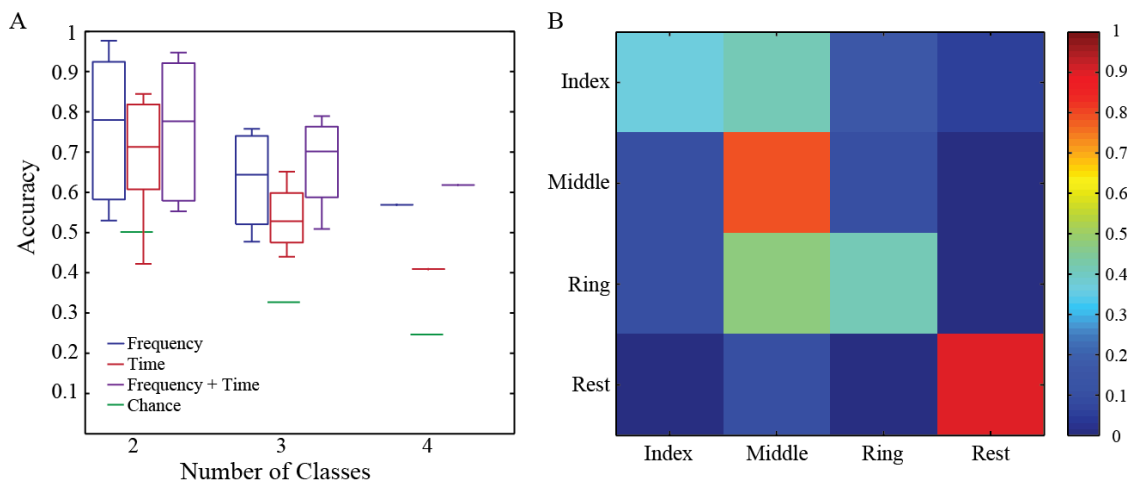 A
1
0.9
0.8
0.7
0.6
0.5
0.4
0.3
0.2
0.1
Accuracy
Frequency
Time
Frequency + Time
Chance
2 3 4
Number of Classes
B
Index
Middle
Ring
Rest
Index Middle Ring Rest
1
0.9
0.8
0.7
0.6
0.5
0.4
0.3
0.2
0.1
0